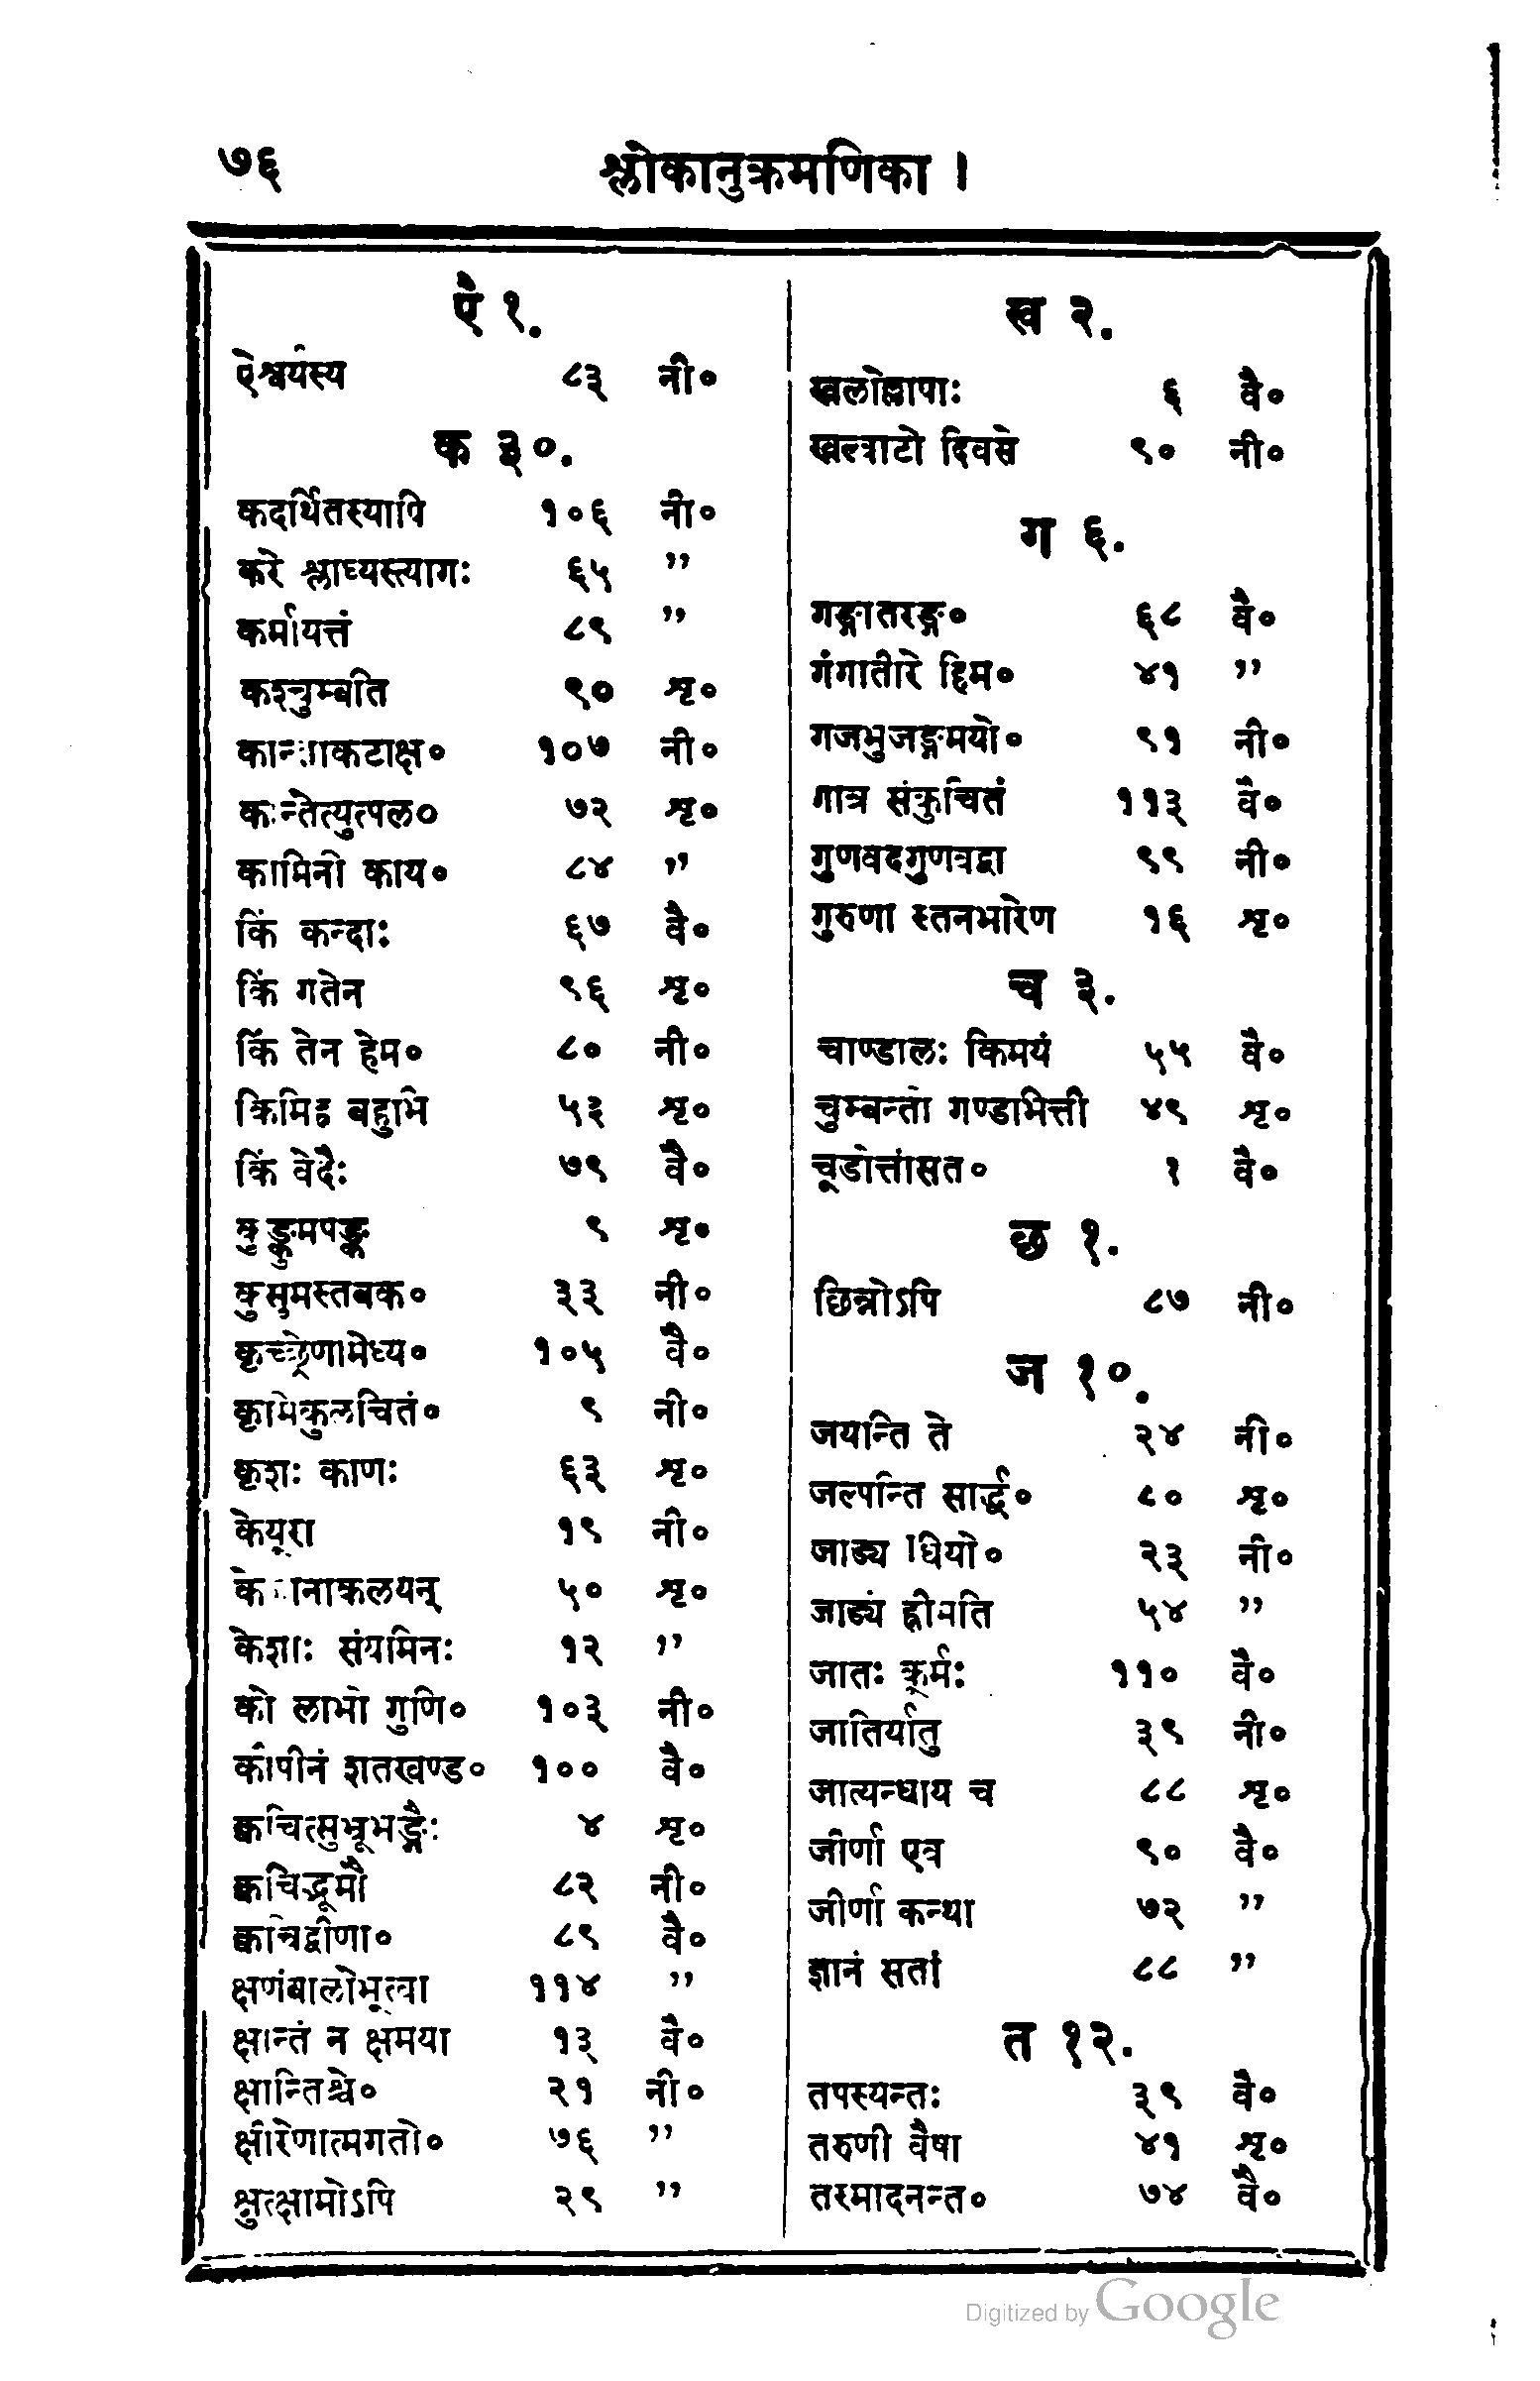 ७६
श्लोकानुक्रमणिका ।
ऐ १.
ऐश्वर्यस्य ८३ नी०
क ३०.
कदर्थितस्यापि १०६ नी०
करे श्लाघ्यस्त्यागः ६५ ”
कर्मायत्तं ८९ ”
कश्चुम्बति ९० शृ०
कान्ताकटाक्ष० १०७ नी०
कान्तेत्युत्पल० ७२ शृ०
कामिनी काय० ८४ ”
किं कन्दाः ६७ वै०
किं गतेन ९६ शृ०
किं तेन हेम० ८० नी०
किमिह बहुभि ५३ शृ०
किं वेदैः ७९ वै०
कुङ्कुमपङ्क ९ शृ०
कुसुमस्तबक० ३३ नी०
कृच्छ्रेणामेध्य० १०५ वै०
कृमिकुलचितं० ९ नी०
कृशः काणः ६३ शृ०
केयूरा १९ नी०
के ानाकलयन् ५० शृ०
केशाः संयमिनः १२ ”
को लाभो गुणि० १०३ नी०
कौपीनं शतखण्ड० १०० वै०
क्वचित्सुभ्रूभङ्गैः ४ शृ०
क्वचिद्भूमौ ८२ नी०
क्वचिद्वीणा० ८९ वै०
क्षणंबालोभूत्वा ११४ ”
क्षान्तं न क्षमया १३ वै०
क्षान्तिश्चे० २१ नी०
क्षीरेणात्मगतो० ७६ ”
क्षुत्क्षामोऽपि २९ ”
ख २.
खलोल्लापाः ६ वै०
खल्वाटो दिवसे ९० नी०
ग ६.
गङ्गातरङ्ग० ६८ वै०
गंगातीरे हिम० ४१ ”
गजभुजङ्गमयो० ९१ नी०
गात्र संकुचितं ११३ वै०
गुणवदगुणवद्वा ९९ नी०
गुरुणा स्तनभारेण १६ शृ०
च ३.
चाण्डालः किमयं ५५ वै०
चुम्बन्तो गण्डभित्ती ४९ शृ०
चूडोत्तांसत० १ वै०
छ १.
छिन्नोऽपि ८७ नी०
ज १०.
जयन्ति ते २४ नी०
जल्पन्ति सार्द्ध० ८० शृ०
जाड्य धियो० २३ नी०
जाड्यं ह्रीमति ५४ ”
जातः कूर्मः ११० वै०
जातिर्यातु ३९ नी०
जात्यन्धाय च ८८ शृ०
जीर्णा एव ९० वै०
जीर्णा कन्था ७२ ”
ज्ञानं सतां ८८ ”
त १२.
तपस्यन्तः ३९ वै०
तरुणी वैषा ४१ शृ०
तस्मादनन्त० ७४ वै०
Digitized by Google